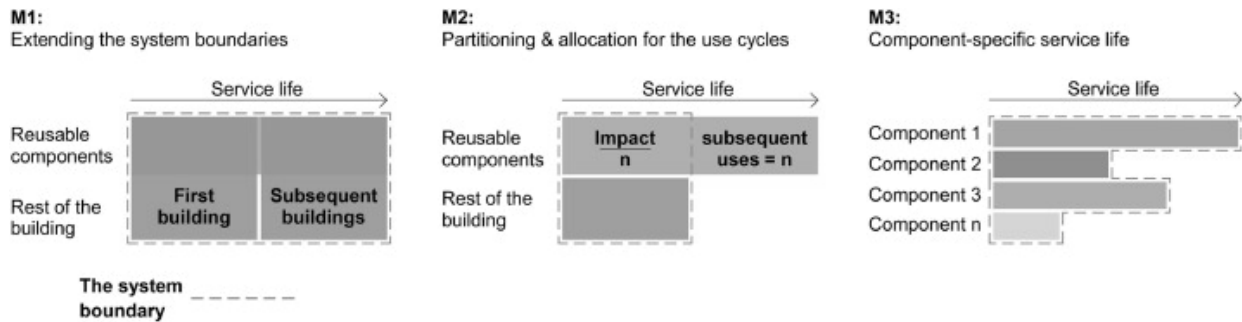 M1:
Extending the system boundaries
Service life
Reusable
components
Rest of the
building
First
building
Subsequent
buildings
The system
boundary
M2:
Partitioning & allocation for the use cycles
Service life
Reusable
components
Impact
n
subsequent
uses = n
Rest of the
building
M3:
Component-specific service life
Service life
Component 1
Component 2
Component 3
Component n